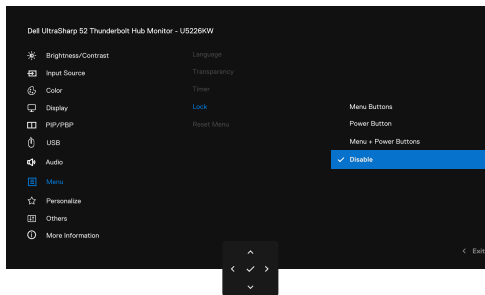 Dell UltraSharp 52 Thunderbolt Hub Monitor - U5226KW
Brightness/Contrast
Input Source
Color
Display
PIP/PBP
USB
Audio
Menu
Personalize
Others
More Information
Language
Transparency
Timer
Lock
Reset Menu
Menu Buttons
Power Button
Menu + Power Buttons
Disable
Exit